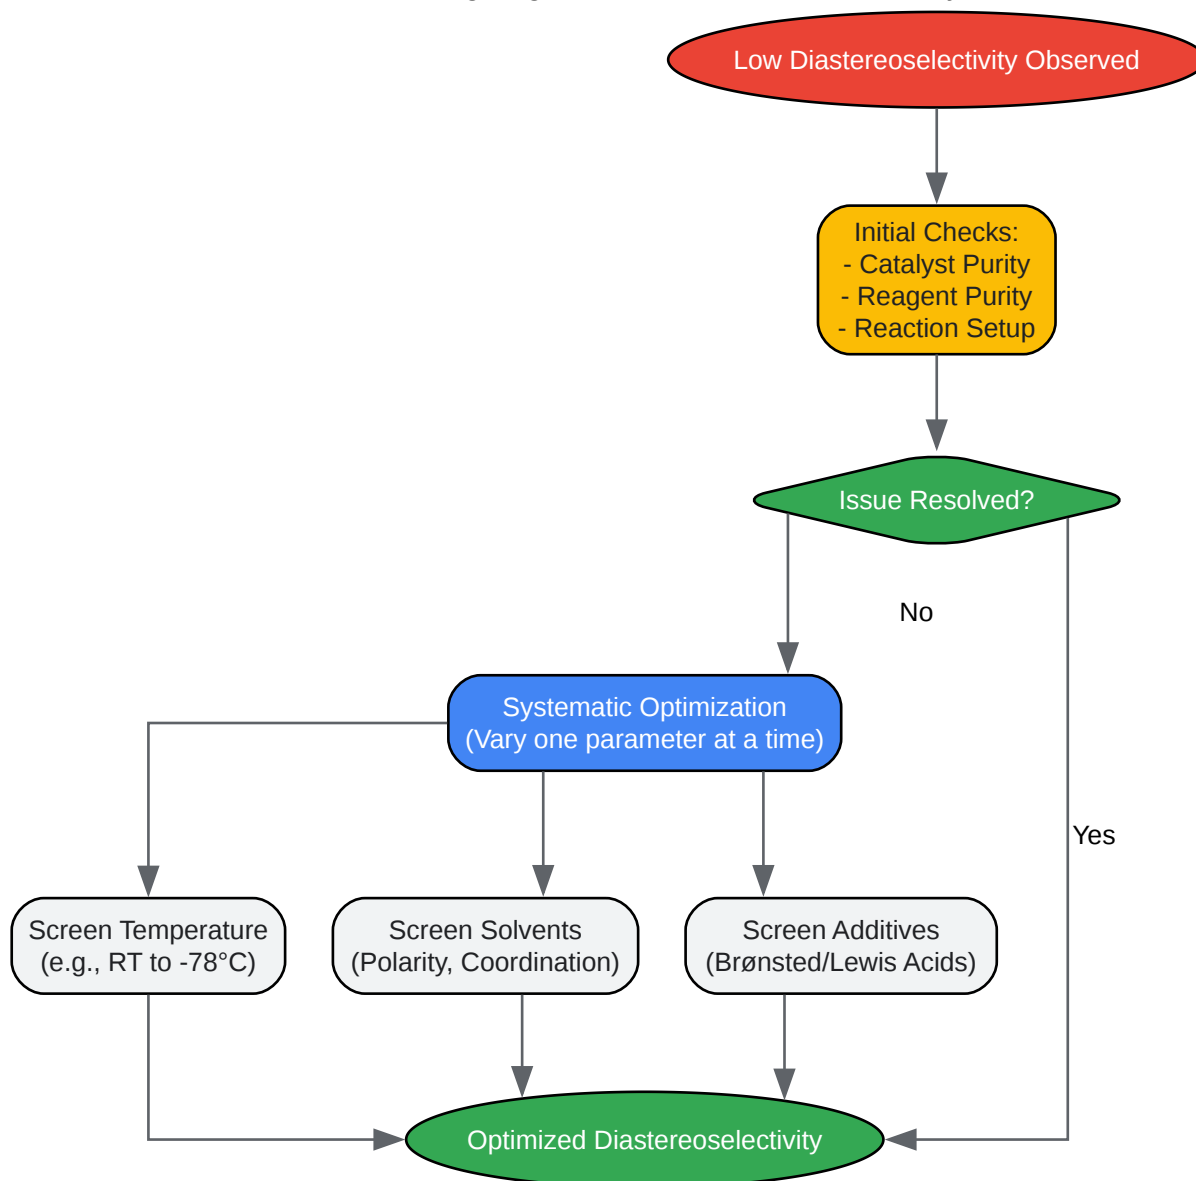 Low Diastereoselectivity Observed
Initial Checks:
- Catalyst Purity
- Reagent Purity
- Reaction Setup
Issue Resolved?
No
Systematic Optimization
(Vary one parameter at a time)
Yes
Screen Temperature
(e.g., RT to -78°C)
Screen Solvents
(Polarity, Coordination)
Screen Additives
(Brønsted/Lewis Acids)
Optimized Diastereoselectivity